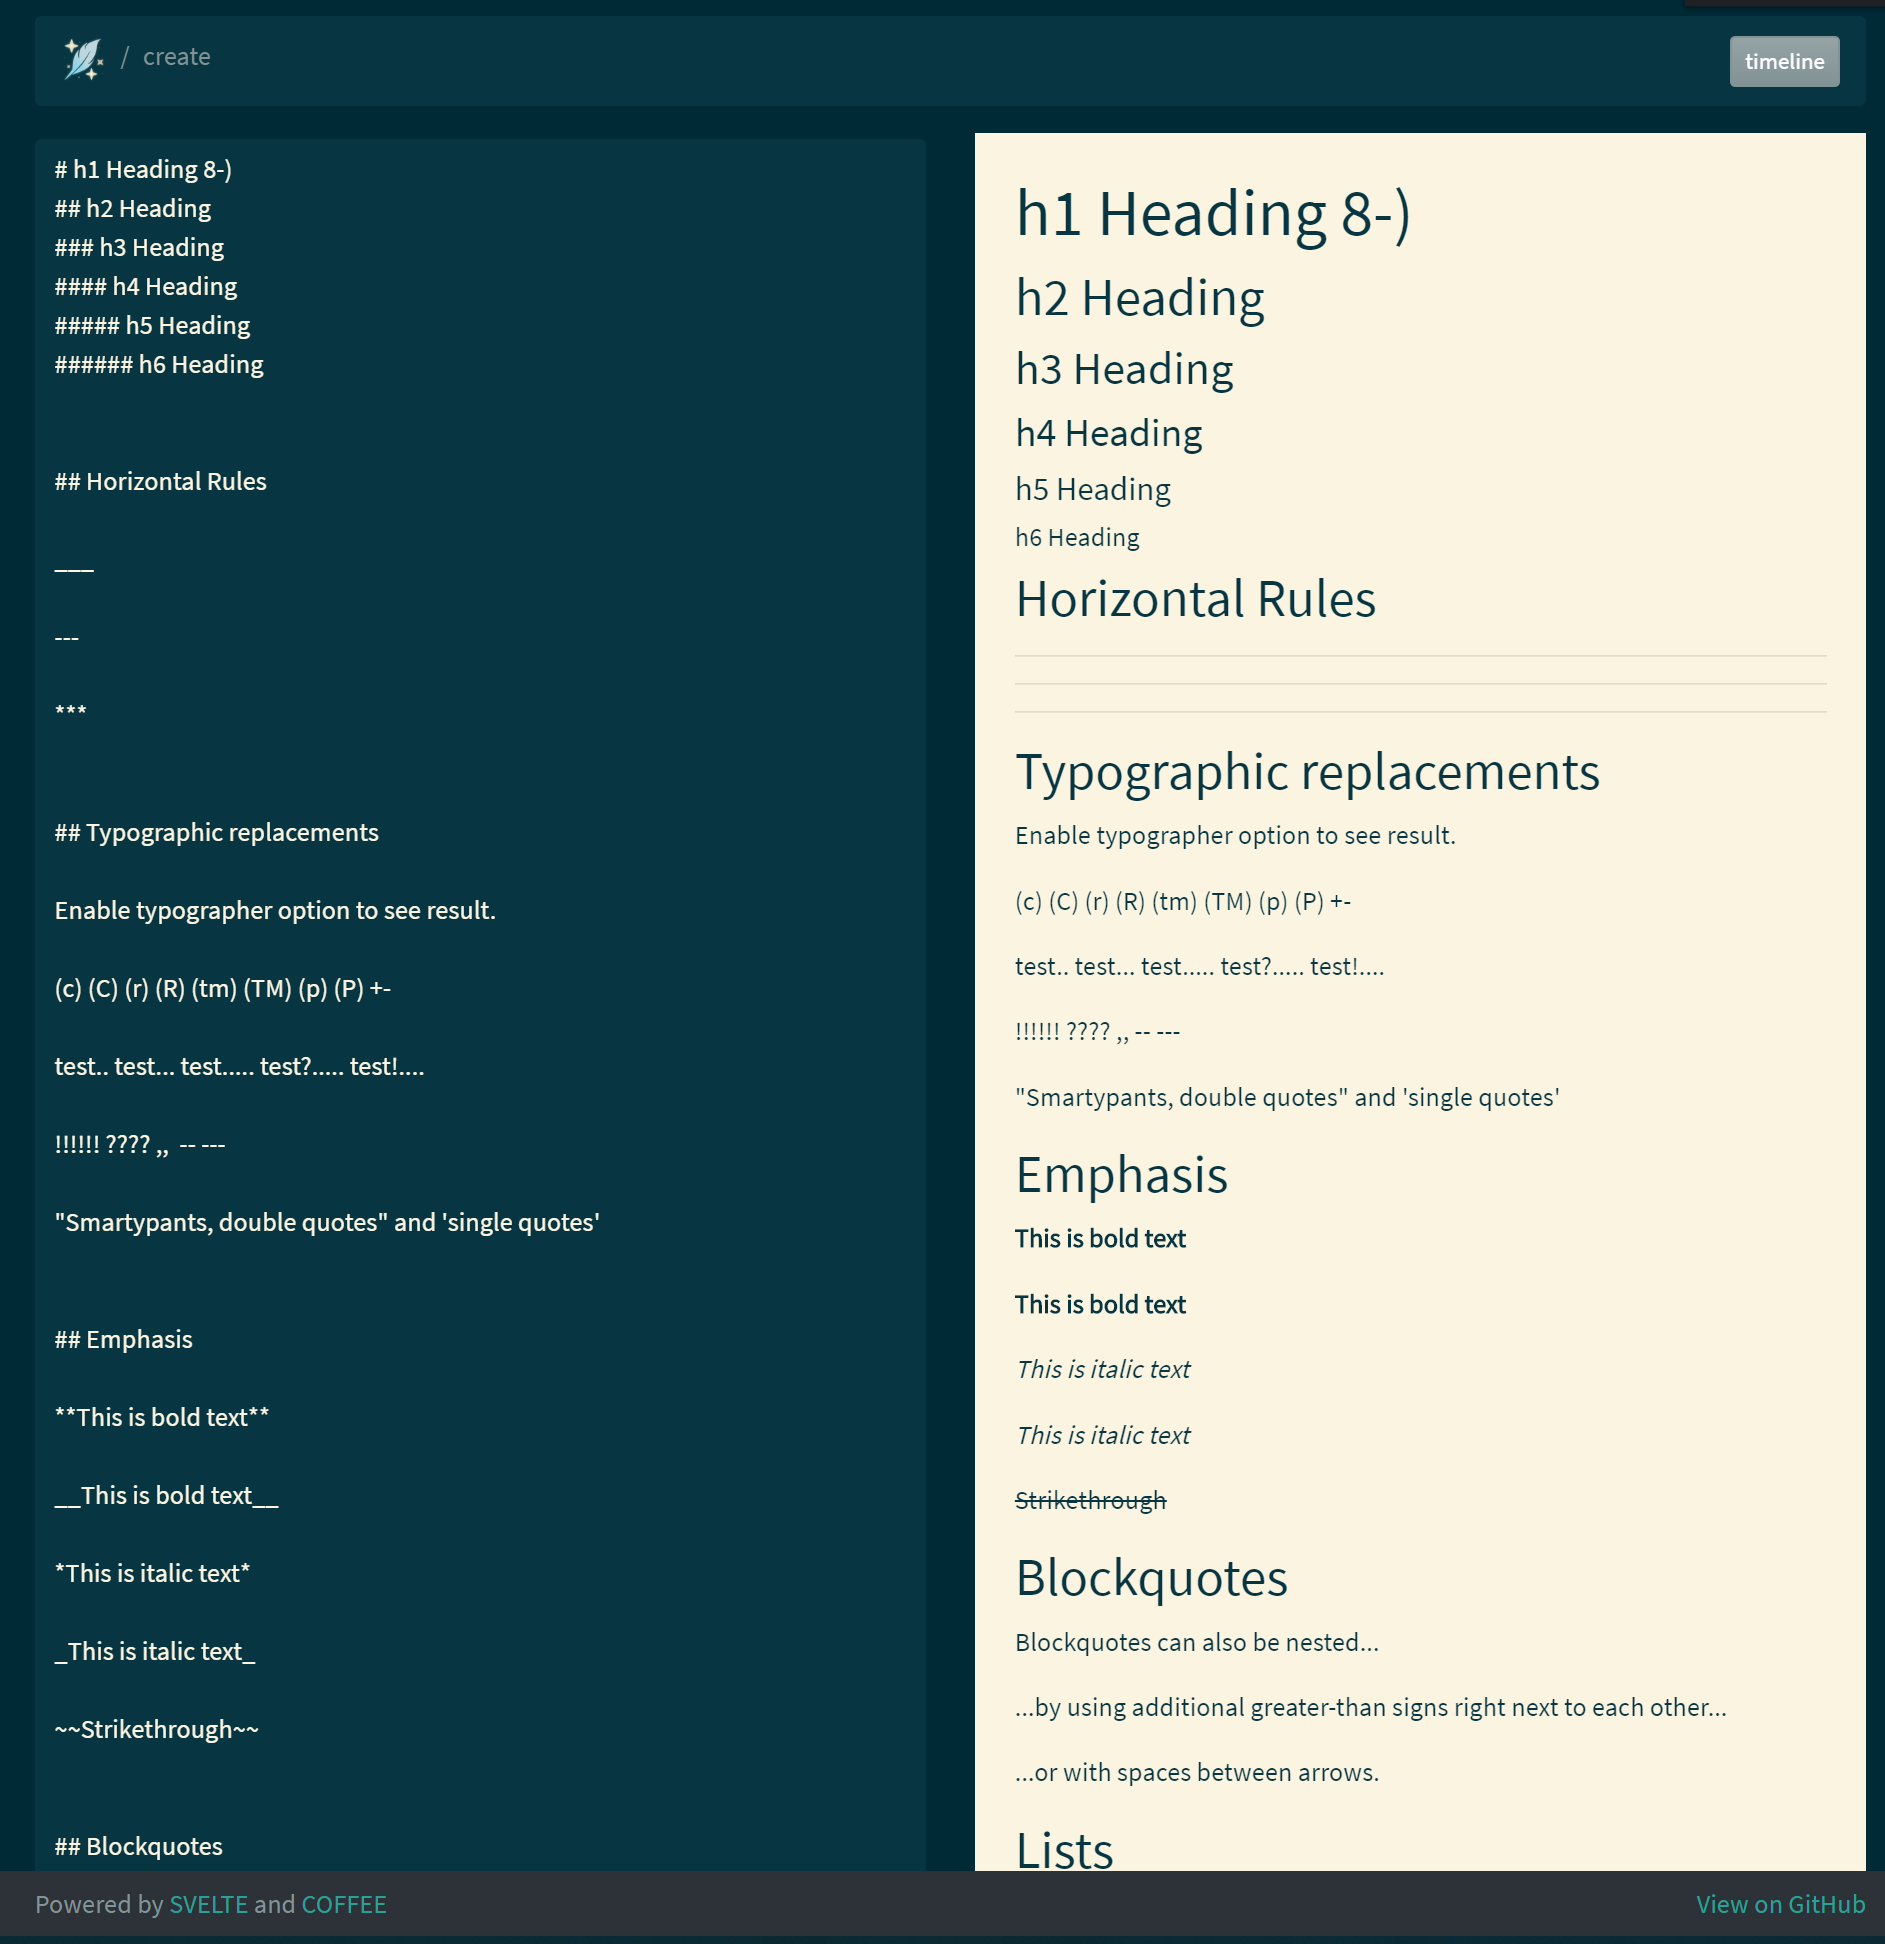 / create
timeline
# h1 Heading 8-)
## h2 Heading
### h3 Heading
#### h4 Heading
##### h5 Heading
###### h6 Heading
## Horizontal Rules
___
---
***
## Typographic replacements
Enable typographer option to see result.
(c) (C) (r) (R) (tm) (TM) (p) (P) +-
test.. test... test..... test?..... test!....
!!!!!! ???? ,,  -- ---
"Smartypants, double quotes" and 'single quotes'
## Emphasis
**This is bold text**
__This is bold text__
*This is italic text*
_This is italic text_
~~Strikethrough~~
## Blockquotes
h1 Heading 8-)
h2 Heading
h3 Heading
h4 Heading
h5 Heading
h6 Heading
Horizontal Rules
Typographic replacements
Enable typographer option to see result.
(c) (C) (r) (R) (tm) (TM) (p) (P) +-
test.. test... test..... test?..... test!....
!!!!!! ???? ,, -- ---
"Smartypants, double quotes" and 'single quotes'
Emphasis
This is bold text
This is bold text
This is italic text
This is italic text
Strikethrough
Blockquotes
Blockquotes can also be nested...
...by using additional greater-than signs right next to each other...
...or with spaces between arrows.
Lists
Powered by SVELTE and COFFEE
View on GitHub